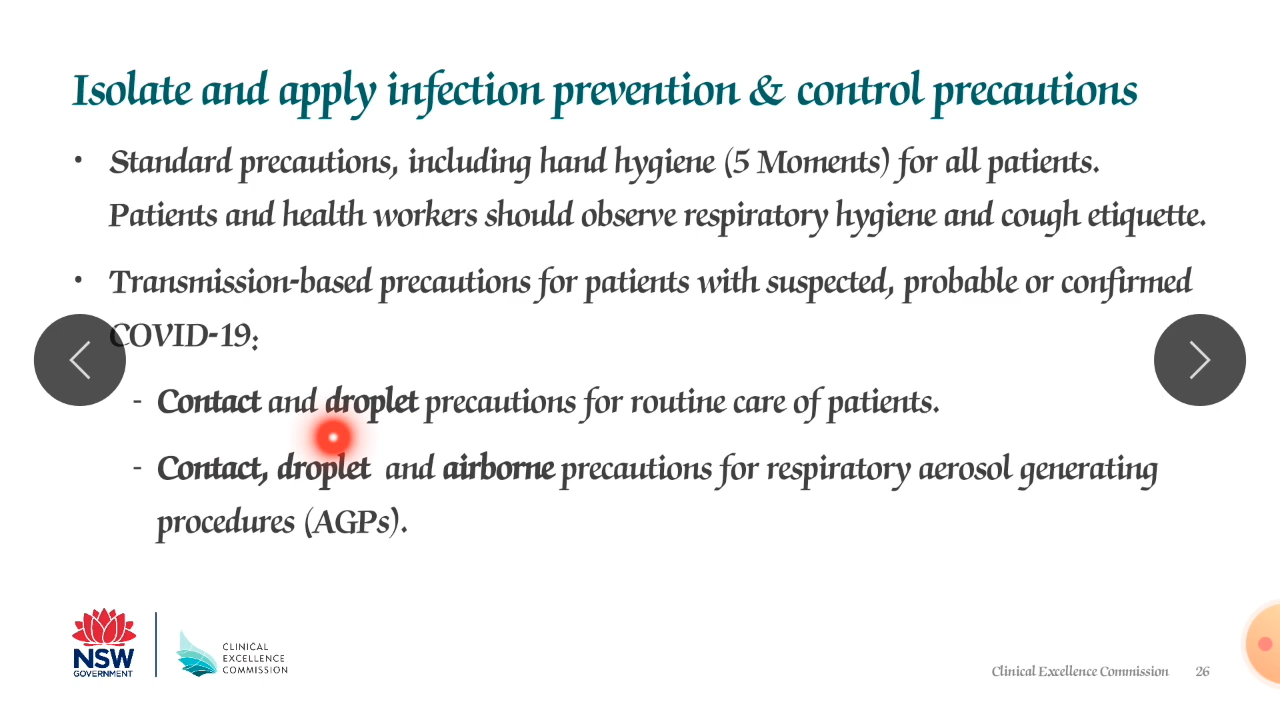 Isolate and apply infection prevention & control precautions
• Standard precautions, including hand hygiene (5 Moments) for all patients.
Patients and health workers should observe respiratory hygiene and cough etiquette.
• Transmission-based precautions for patients with suspected, probable or confirmed
COVID-19:
- Contact and droplet precautions for routine care of patients.
- Contact, droplet and airborne precautions for respiratory aerosol generating
procedures (AGPs).
NSW
GOVERNMENT
CLINICAL
EXCELLENCE
COMMISSION
Clinical Excellence Commission 26